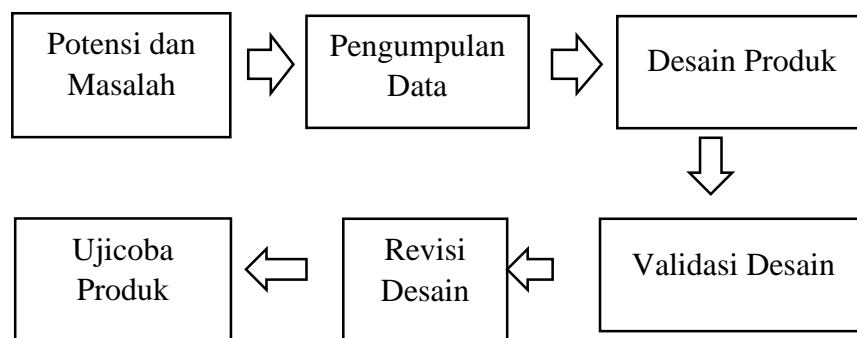 Potensi dan
Masalah
Pengumpulan
Data
Desain Produk
Ujicoba
Produk
Revisi
Desain
Validasi Desain